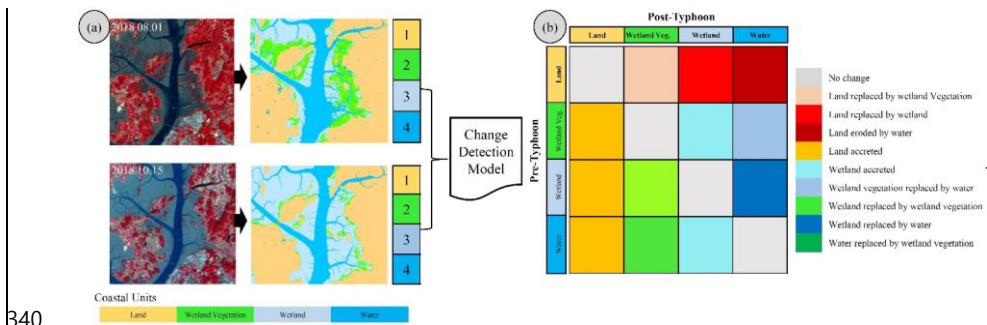 Post-Typhoon
(a)
2018.08.01
1
2
3
4
(b)
Land
Wetland Veg.
Wetland
Water
Pre-Typhoon
Land
Wetland Veg.
Wetland
Water
Change
Detection
Model
2018.10.15
1
2
3
4
No change
Land replaced by wetland Vegetation
Land replaced by wetland
Land eroded by water
Land accreted
Wetland accreted
Wetland vegetation replaced by water
Wetland replaced by wetland vegetation
Wetland replaced by water
Water replaced by wetland vegetation
Coastal Units
Land
Wetland Vegetation
Wetland
Water
340